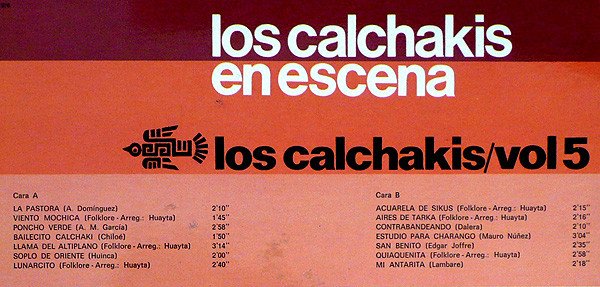 los calchakis
en escena
los calchakis/vol 5
Cara A
LA PASTORA (A. Domínguez) 2'10"
VIENTO MOCHICA (Folklore - Arreg.: Huayta) 1'45"
PONCHO VERDE (A. M. García) 2'58"
BAILECITO CALCHAKI (Chiloé) 1'50"
LLAMA DEL ALTIPLANO (Folklore - Arreg.: Huayta) 3'14"
SOPLO DE ORIENTE (Huinca) 2'00"
LUNARCITO (Folklore - Arreg.: Huayta) 2'40"
Cara B
ACUARELA DE SIKUS (Folklore - Arreg.: Huayta) 2'15"
AIRES DE TARKA (Folklore - Arreg.: Huayta) 2'16"
CONTRABANDEANDO (Dalera) 2'10"
ESTUDIO PARA CHARANGO (Mauro Núñez) 3'04"
SAN BENITO (Edgar Joffre) 2'35"
QUIAQUENITA (Folklore - Arreg.: Huayta) 2'58"
MI ANTARITA (Lambare) 2'18"